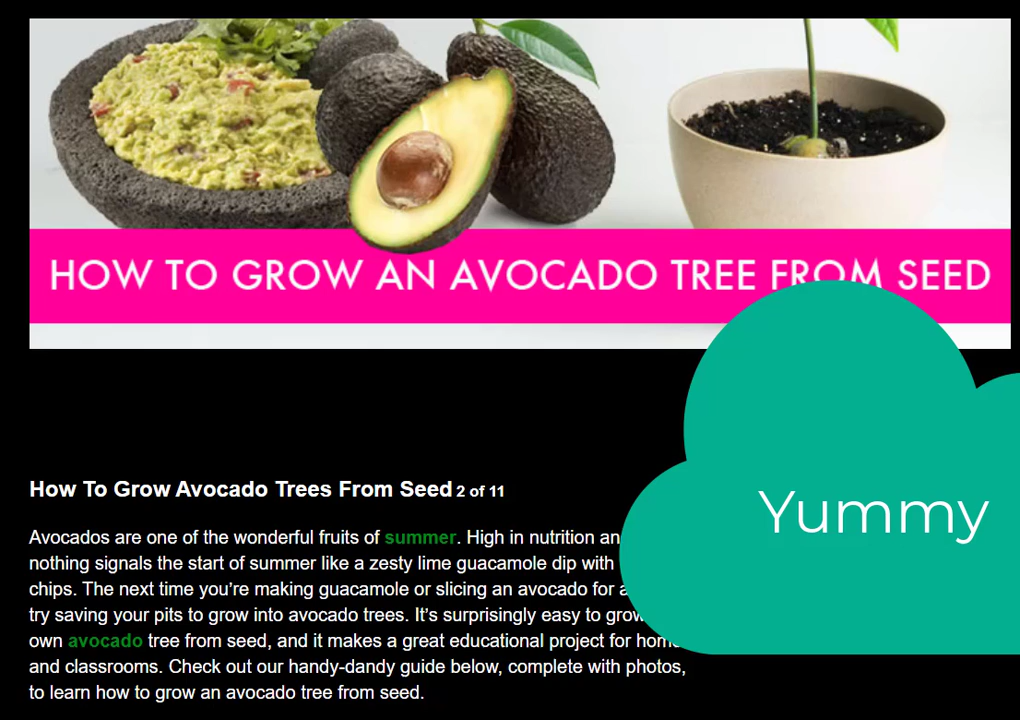 HOW TO GROW AN AVOCADO TREE FROM SEED
How To Grow Avocado Trees From Seed 2 of 11
Avocados are one of the wonderful fruits of summer. High in nutrition
nothing signals the start of summer like a zesty lime guacamole dip with
chips. The next time you’re making guacamole or slicing an avocado for
try saving your pits to grow into avocado trees. It’s surprisingly easy to grow
own avocado tree from seed, and it makes a great educational project for
and classrooms. Check out our handy-dandy guide below, complete with photos,
to learn how to grow an avocado tree from seed.
Yummy